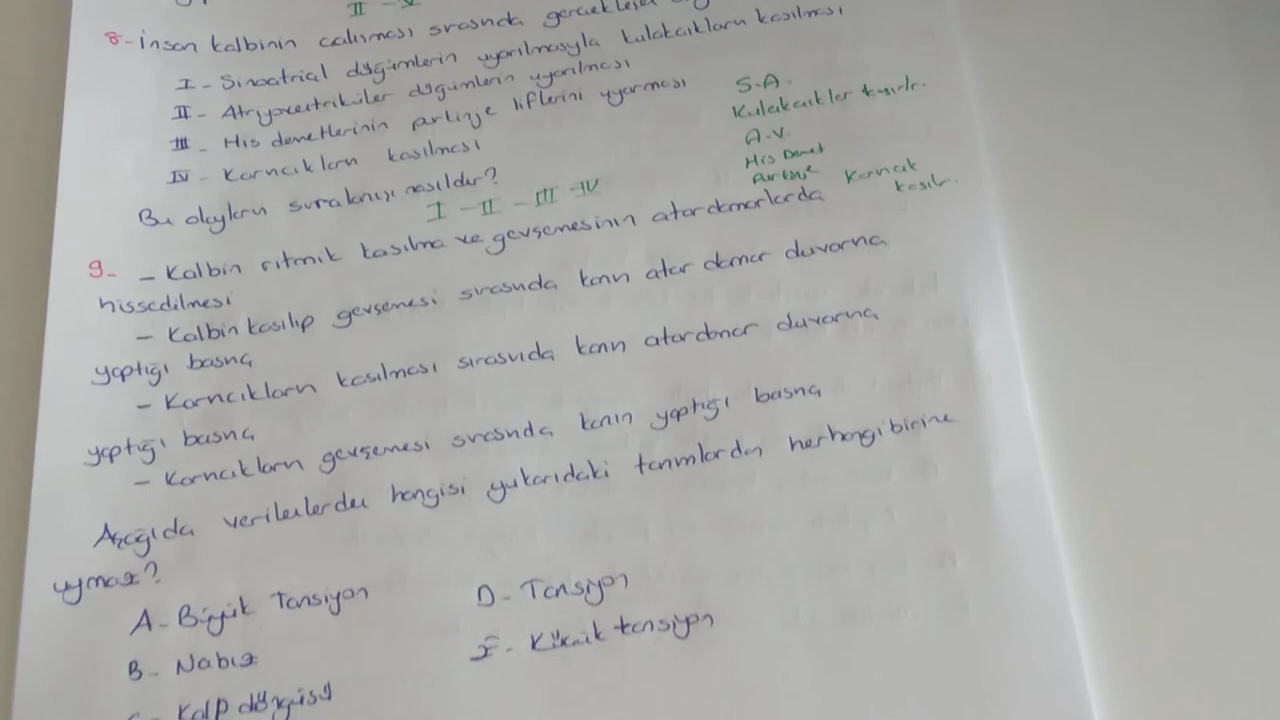 II - V
8- İnsan kalbinin çalışması sırasında
I - Sinoatrial düğümlerin uyarılmasıyla kulakcıkların kasılması
II - Atriyoventriküler düğümlerin uyarılması
III - His demetlerinin purkinje liflerini uyarması
IV - Karıncıkların kasılması
Bu olayların sıralanışı nasıldır?
I - II - III - IV
S.A.
Kulakcıklar kasılır.
A.V.
His Demet
purkinje Karıncık
kasılır.
9- - Kalbin ritmik kasılma ve gevşemesinin atardamarlarda
hissedilmesi
- Kalbin kasılıp gevşemesi sırasında kanın atar damar duvarına
yaptığı basınç
- Karıncıkların kasılması sırasında kanın atardamar duvarına
yaptığı basınç
- Karıncıkların gevşemesi sırasında kanın yaptığı basınç
Aşağıda verilenlerden hangisi yukarıdaki tanımlardan herhangi birine
uymaz?
A- Büyük Tansiyon
B- Nabız
C- Kalp döngüsü
D- Tansiyon
E- Küçük tansiyon